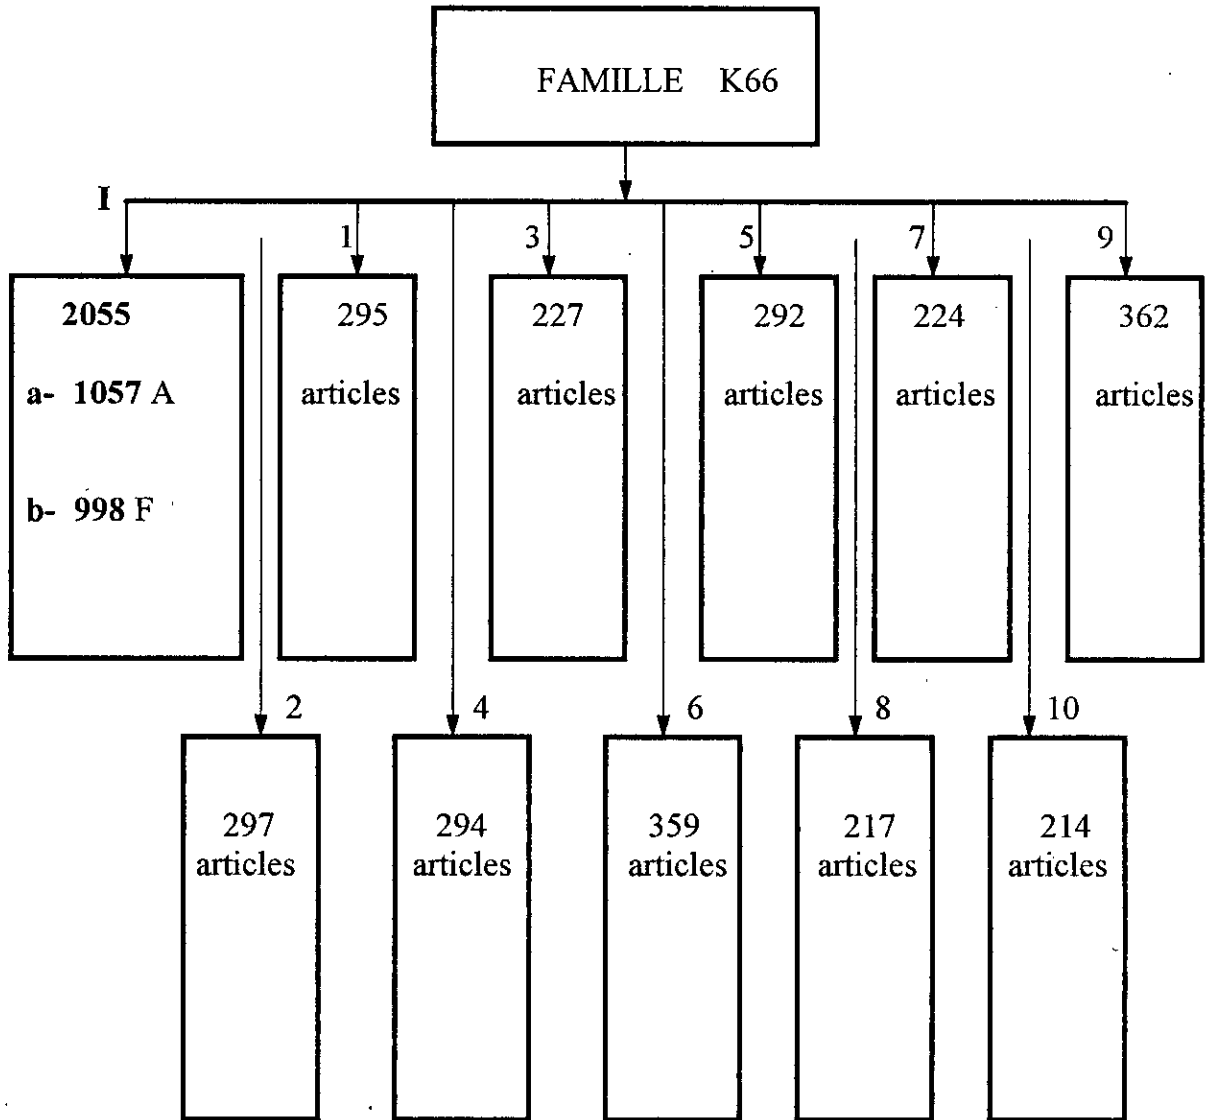 FAMILLE K66
I
1 3 5 7 9
2055 295 227 292 224 362
a- 1057 A articles articles articles articles articles
b- 998 F
2 4 6 8 10
297 294 359 217 214
articles articles articles articles articles